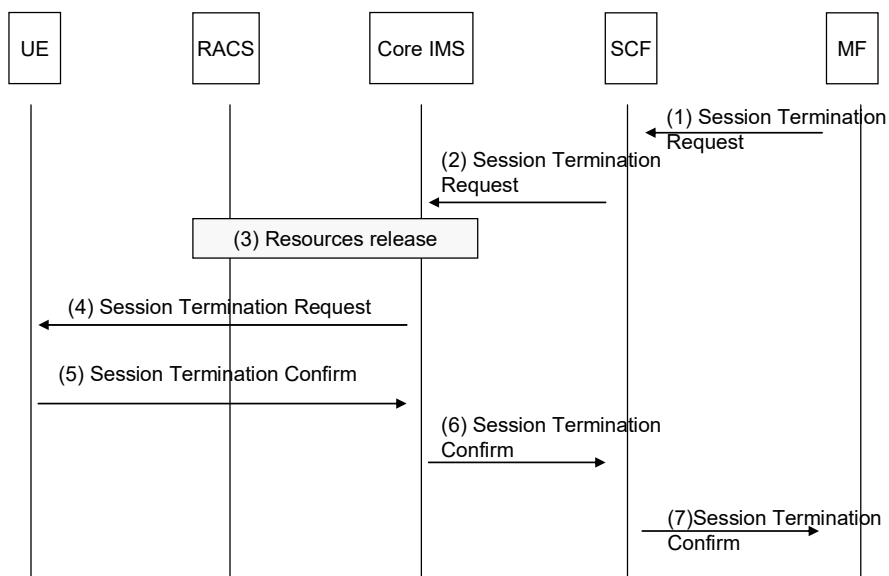 UE
RACS
Core IMS
SCF
MF
(1) Session Termination
Request
(2) Session Termination
Request
(3) Resources release
(4) Session Termination Request
(5) Session Termination Confirm
(6) Session Termination
Confirm
(7)Session Termination
Confirm